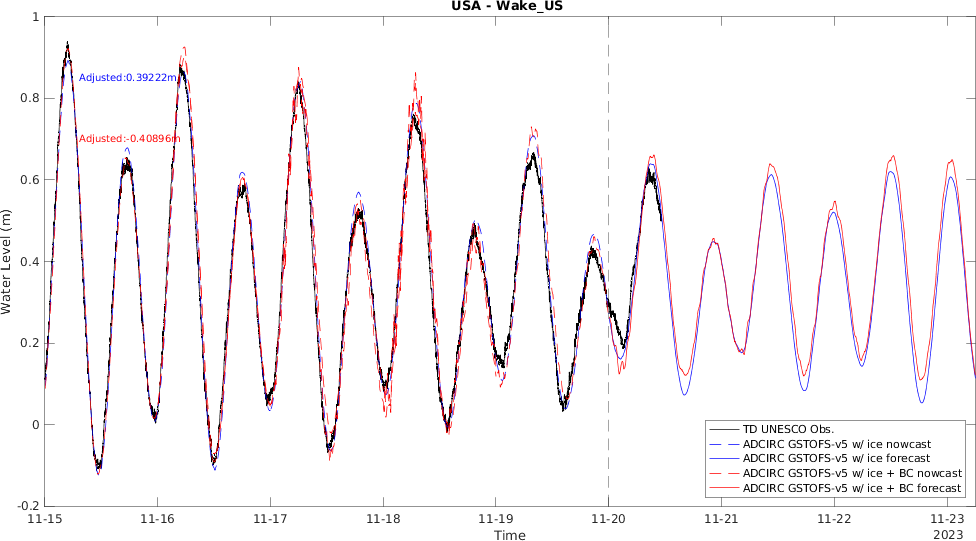 USA - Wake_US
Water Level (m)
1
0.8
0.6
0.4
0.2
0
-0.2
Adjusted:0.39222m
Adjusted:-0.40896m
TD UNESCO Obs.
ADCIRC GSTOFS-v5 w/ ice nowcast
ADCIRC GSTOFS-v5 w/ ice forecast
ADCIRC GSTOFS-v5 w/ ice + BC nowcast
ADCIRC GSTOFS-v5 w/ ice + BC forecast
11-15 11-16 11-17 11-18 11-19 11-20 11-21 11-22 11-23
Time 2023